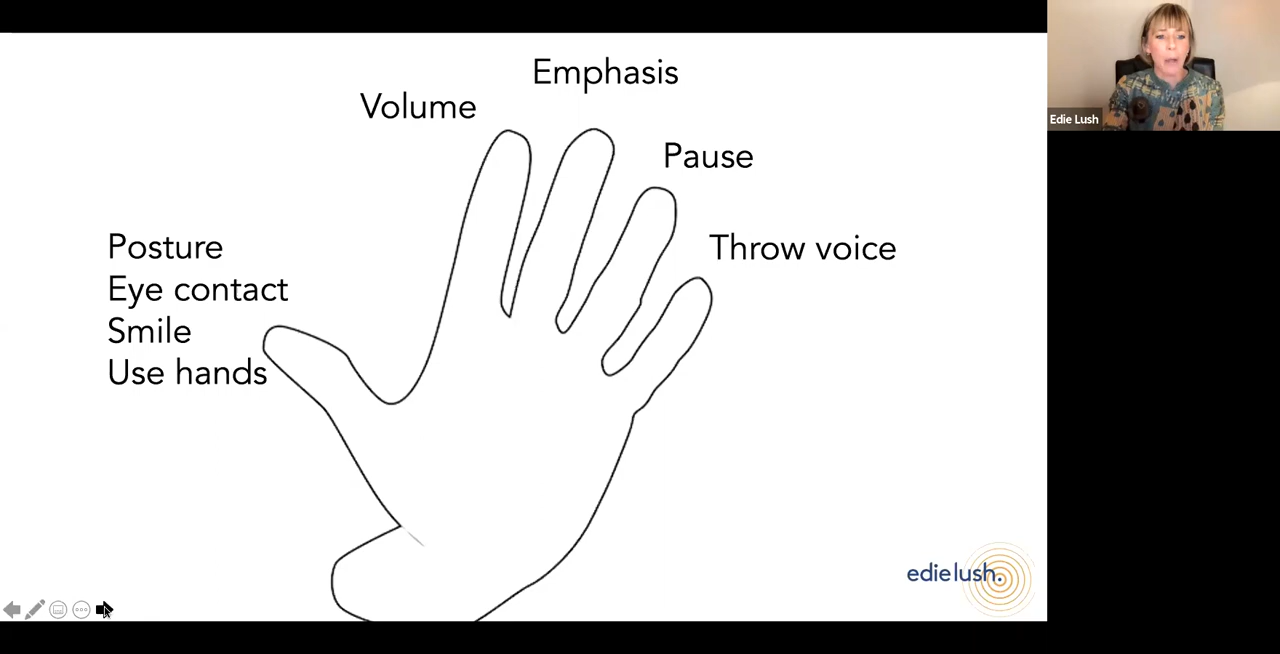 Emphasis
Volume
Pause
Throw voice
Posture
Eye contact
Smile
Use hands
Edie Lush
edielush.